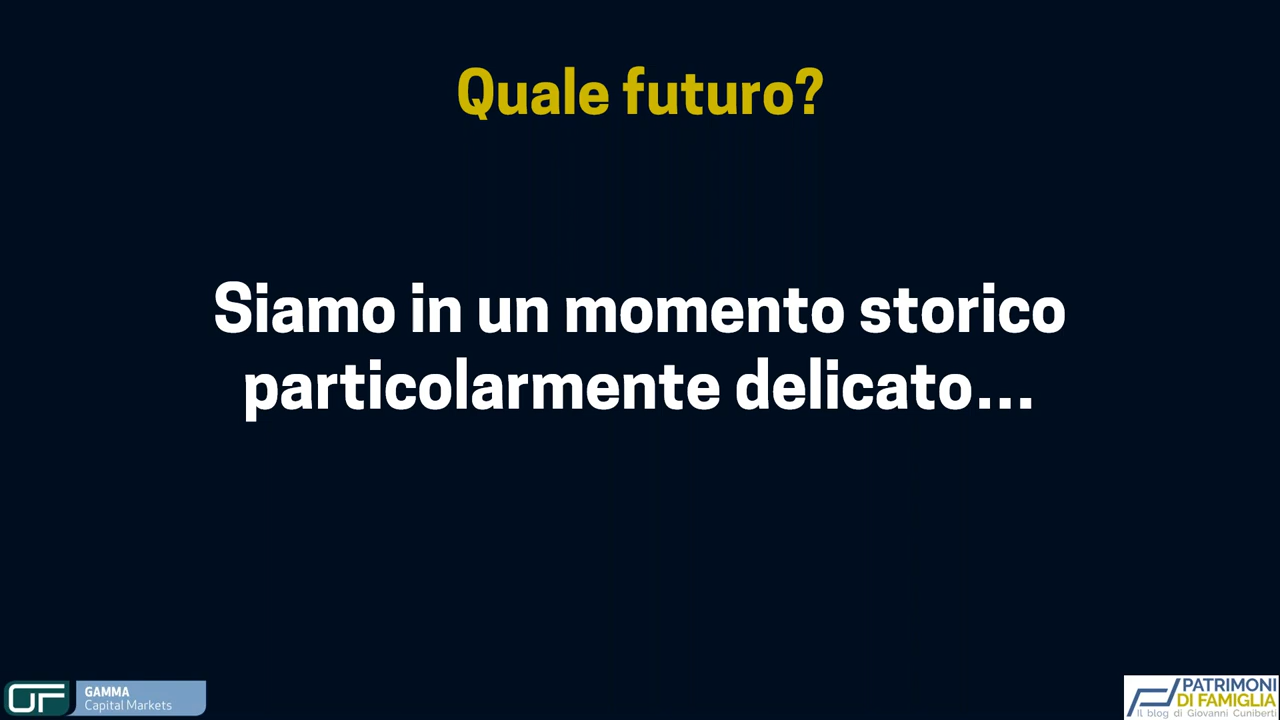 Quale futuro?
Siamo in un momento storico
particolarmente delicato...
GAMMA
Capital Markets
PATRIMONI
DI FAMIGLIA
Il blog di Giovanni Cuniberti